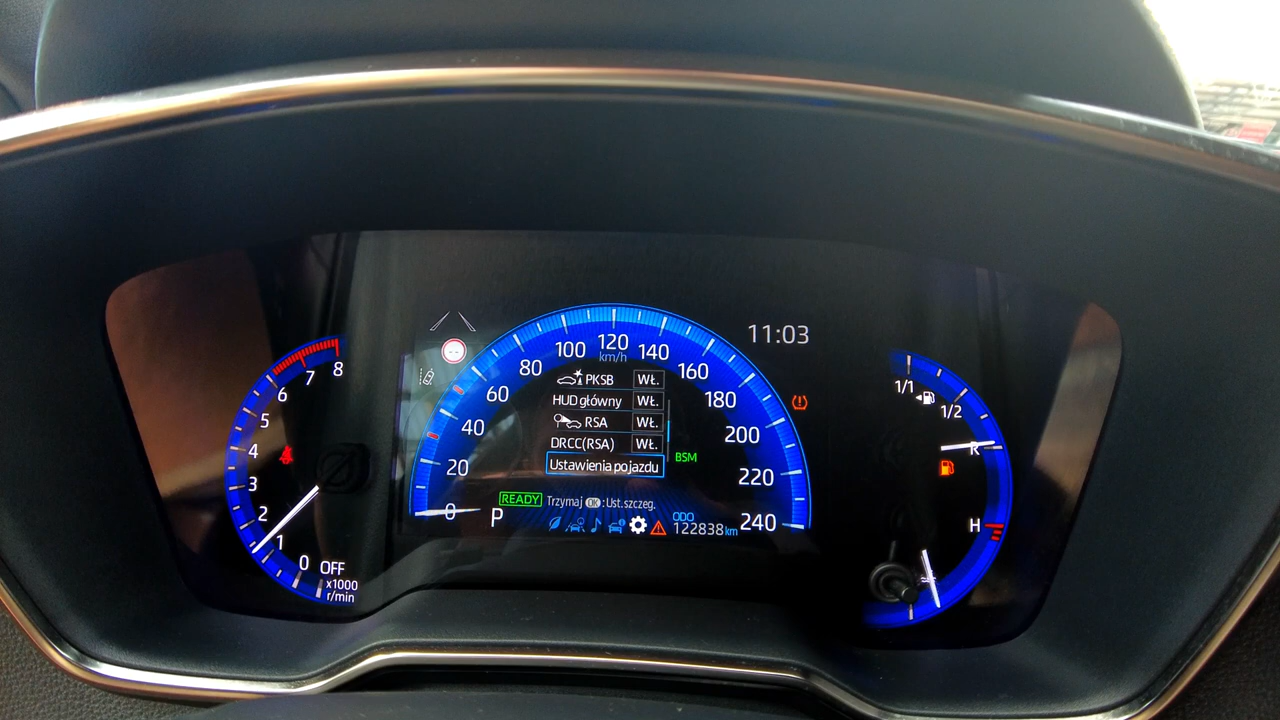 11:03
120
km/h
100
140
80
160
60
180
40
200
20
220
0
240
PKSB WŁ.
HUD główny WŁ.
RSA WŁ.
DRCC(RSA) WŁ.
Ustawienia pojazdu
BSM
READY Trzymaj OK : Ust. szczeg.
P
ODO
122838 km
8
7
6
5
4
3
2
1
0 OFF
x1000
r/min
1/1
1/2
R
H